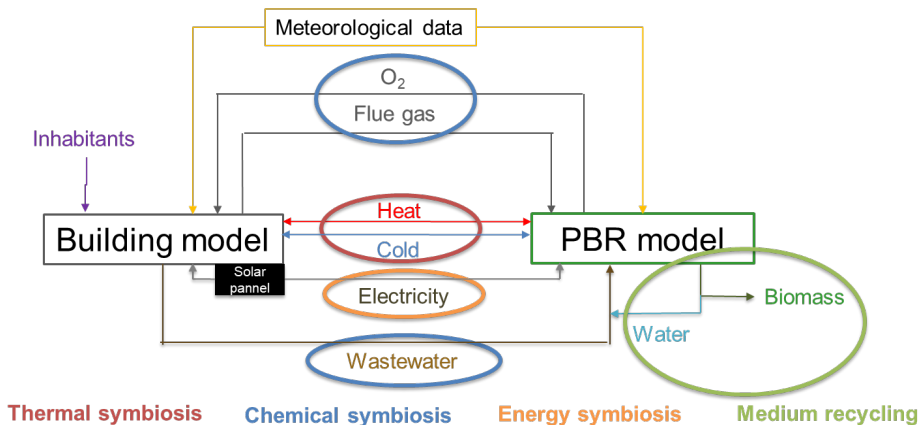 Meteorological data
O2
Flue gas
Inhabitants
Heat
Building model
PBR model
Cold
Solar
pannel
Electricity
Biomass
Water
Wastewater
Thermal symbiosis
Chemical symbiosis
Energy symbiosis
Medium recycling